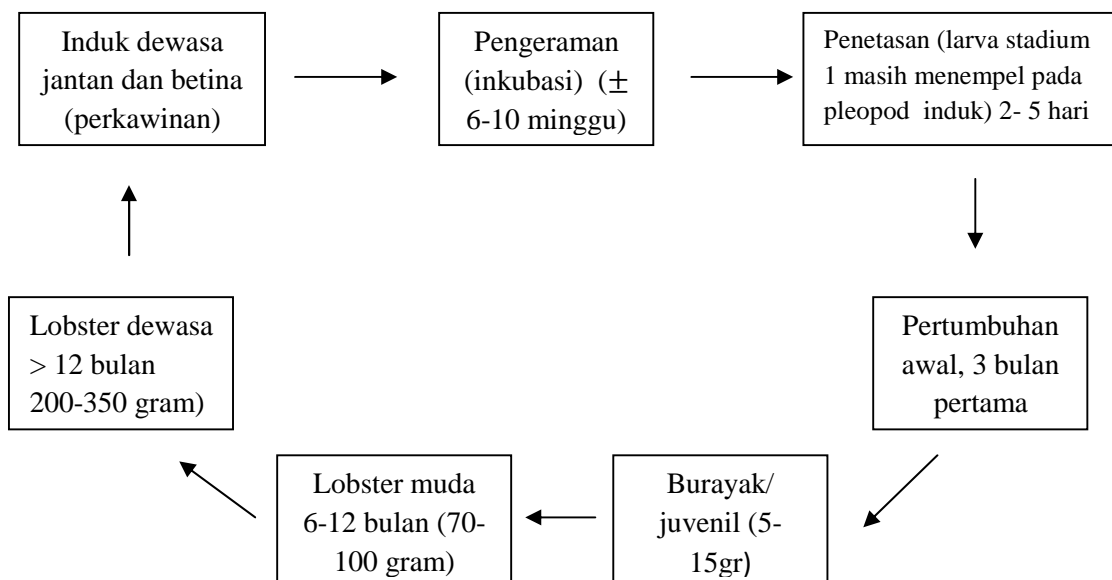 Induk dewasa
jantan dan betina
(perkawinan)
Pengeraman
(inkubasi) (±
6-10 minggu)
Penetasan (larva stadium
1 masih menempel pada
pleopod induk) 2- 5 hari
Pertumbuhan
awal, 3 bulan
pertama
Burayak/
juvenil (5-
15gr)
Lobster muda
6-12 bulan (70-
100 gram)
Lobster dewasa
> 12 bulan
200-350 gram)